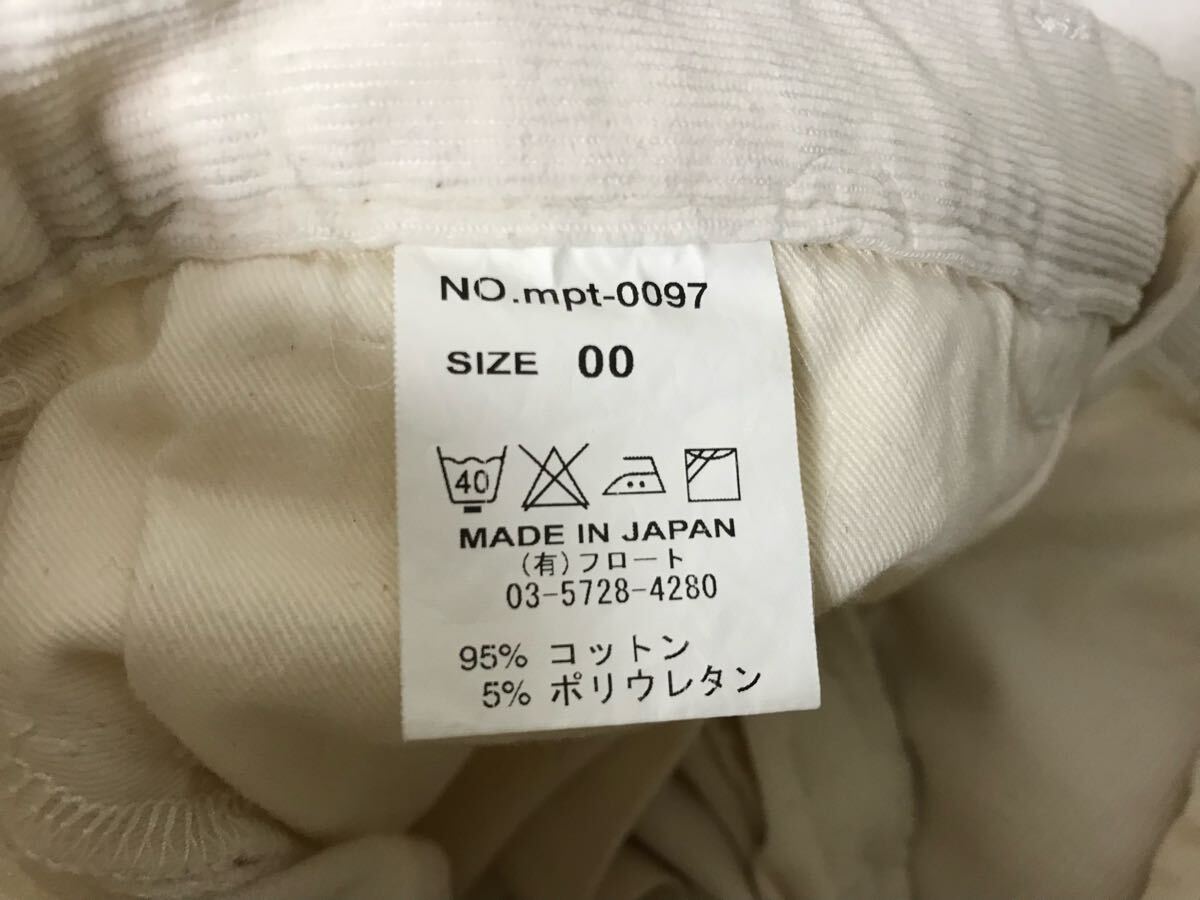 NO.mpt-0097
SIZE 00
40
MADE IN JAPAN
(有)フロート
03-5728-4280
95% コットン
5% ポリウレタン